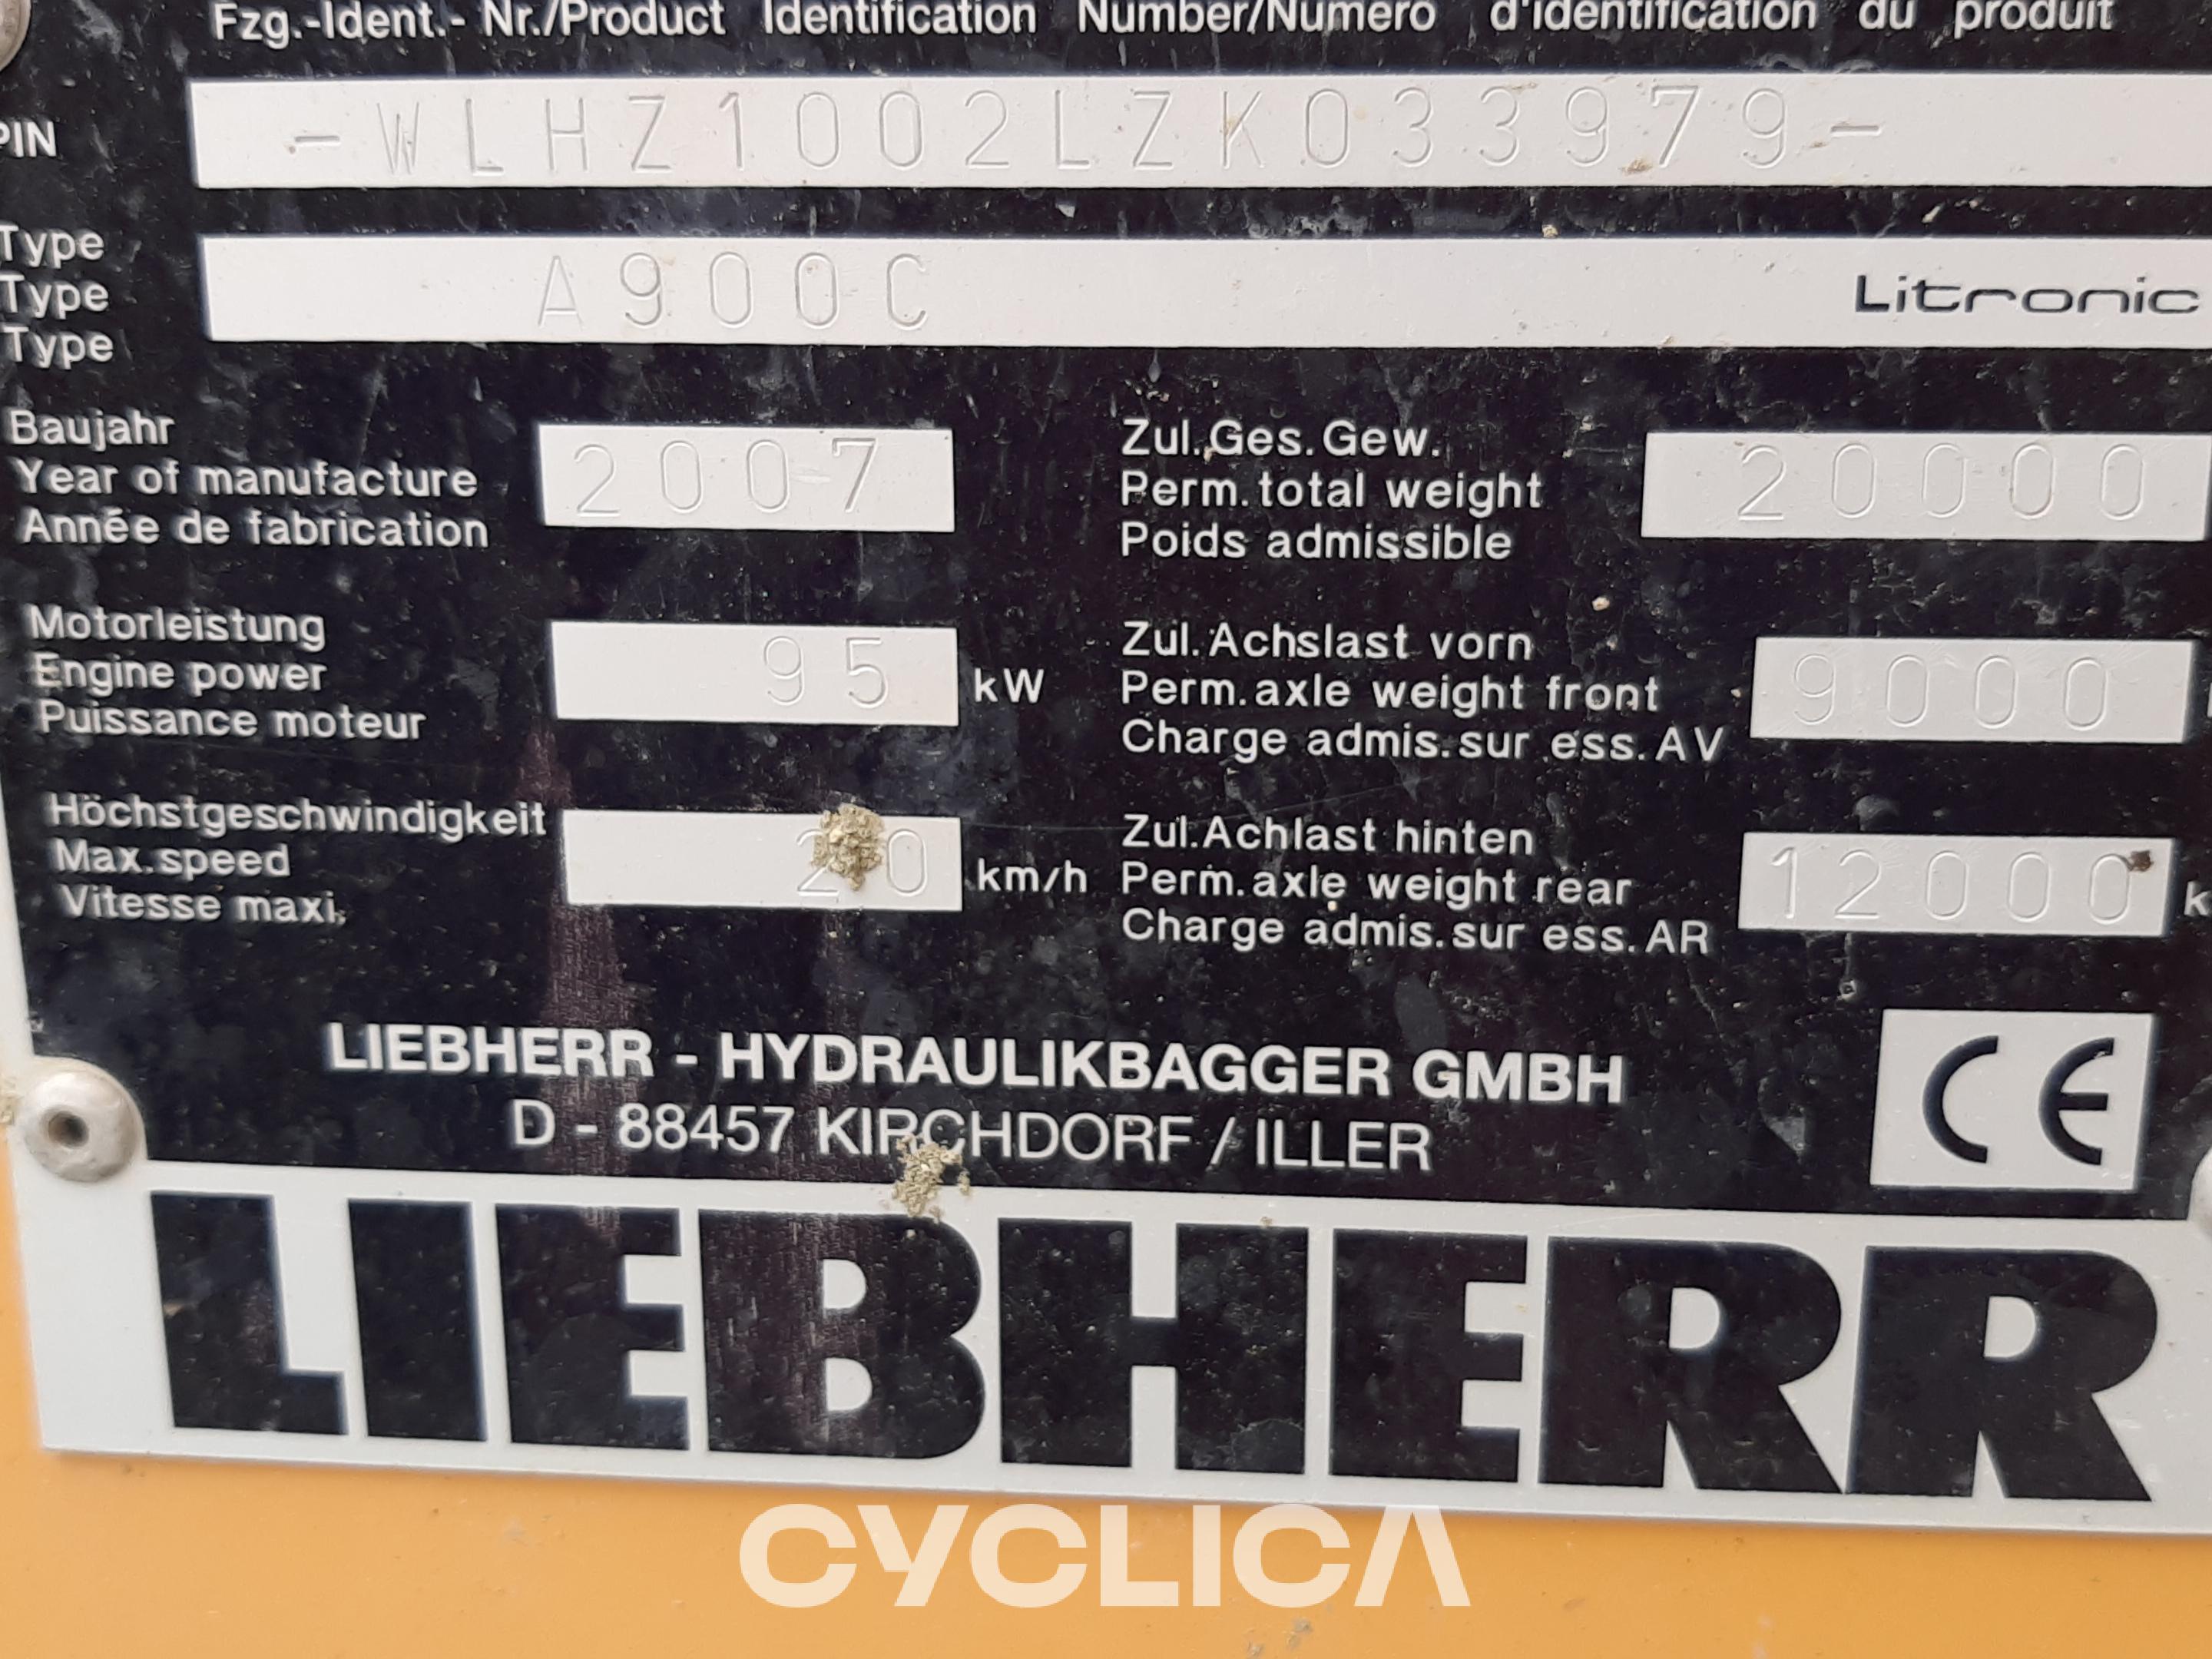 Fzg.-Ident.- Nr./Product Identification Number/Numéro d'identification du produit
PIN -WLHZ1002LZK033979-
Type
Type A900C Litronic
Type
Baujahr
Year of manufacture 2007
Année de fabrication
Zul.Ges.Gew.
Perm.total weight 20000
Poids admissible
Motorleistung
Engine power 95 kW
Puissance moteur
Zul.Achslast vorn
Perm.axle weight front 9000
Charge admis.sur ess.AV
Höchstgeschwindigkeit
Max.speed 20 km/h
Vitesse maxi.
Zul.Achlast hinten
Perm.axle weight rear 12000 k
Charge admis.sur ess.AR
LIEBHERR - HYDRAULIKBAGGER GMBH
D - 88457 KIRCHDORF / ILLER
CE
LIEBHERR
CYCLICA